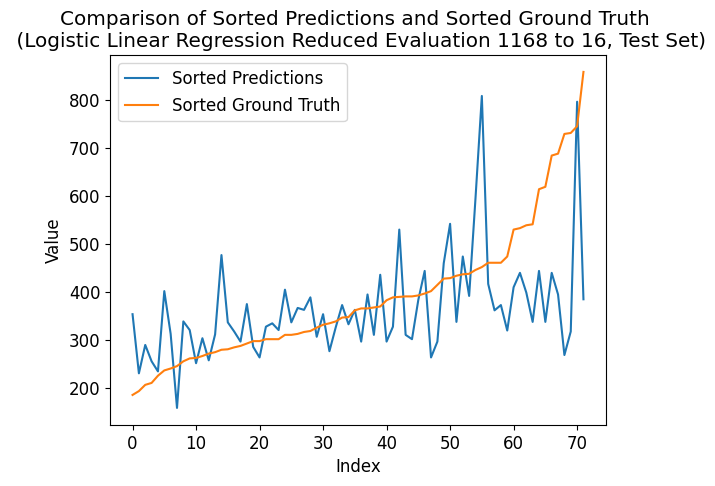 Comparison of Sorted Predictions and Sorted Ground Truth
(Logistic Linear Regression Reduced Evaluation 1168 to 16, Test Set)
Sorted Predictions
Sorted Ground Truth
800
700
600
500
400
300
200
Value
0 10 20 30 40 50 60 70
Index